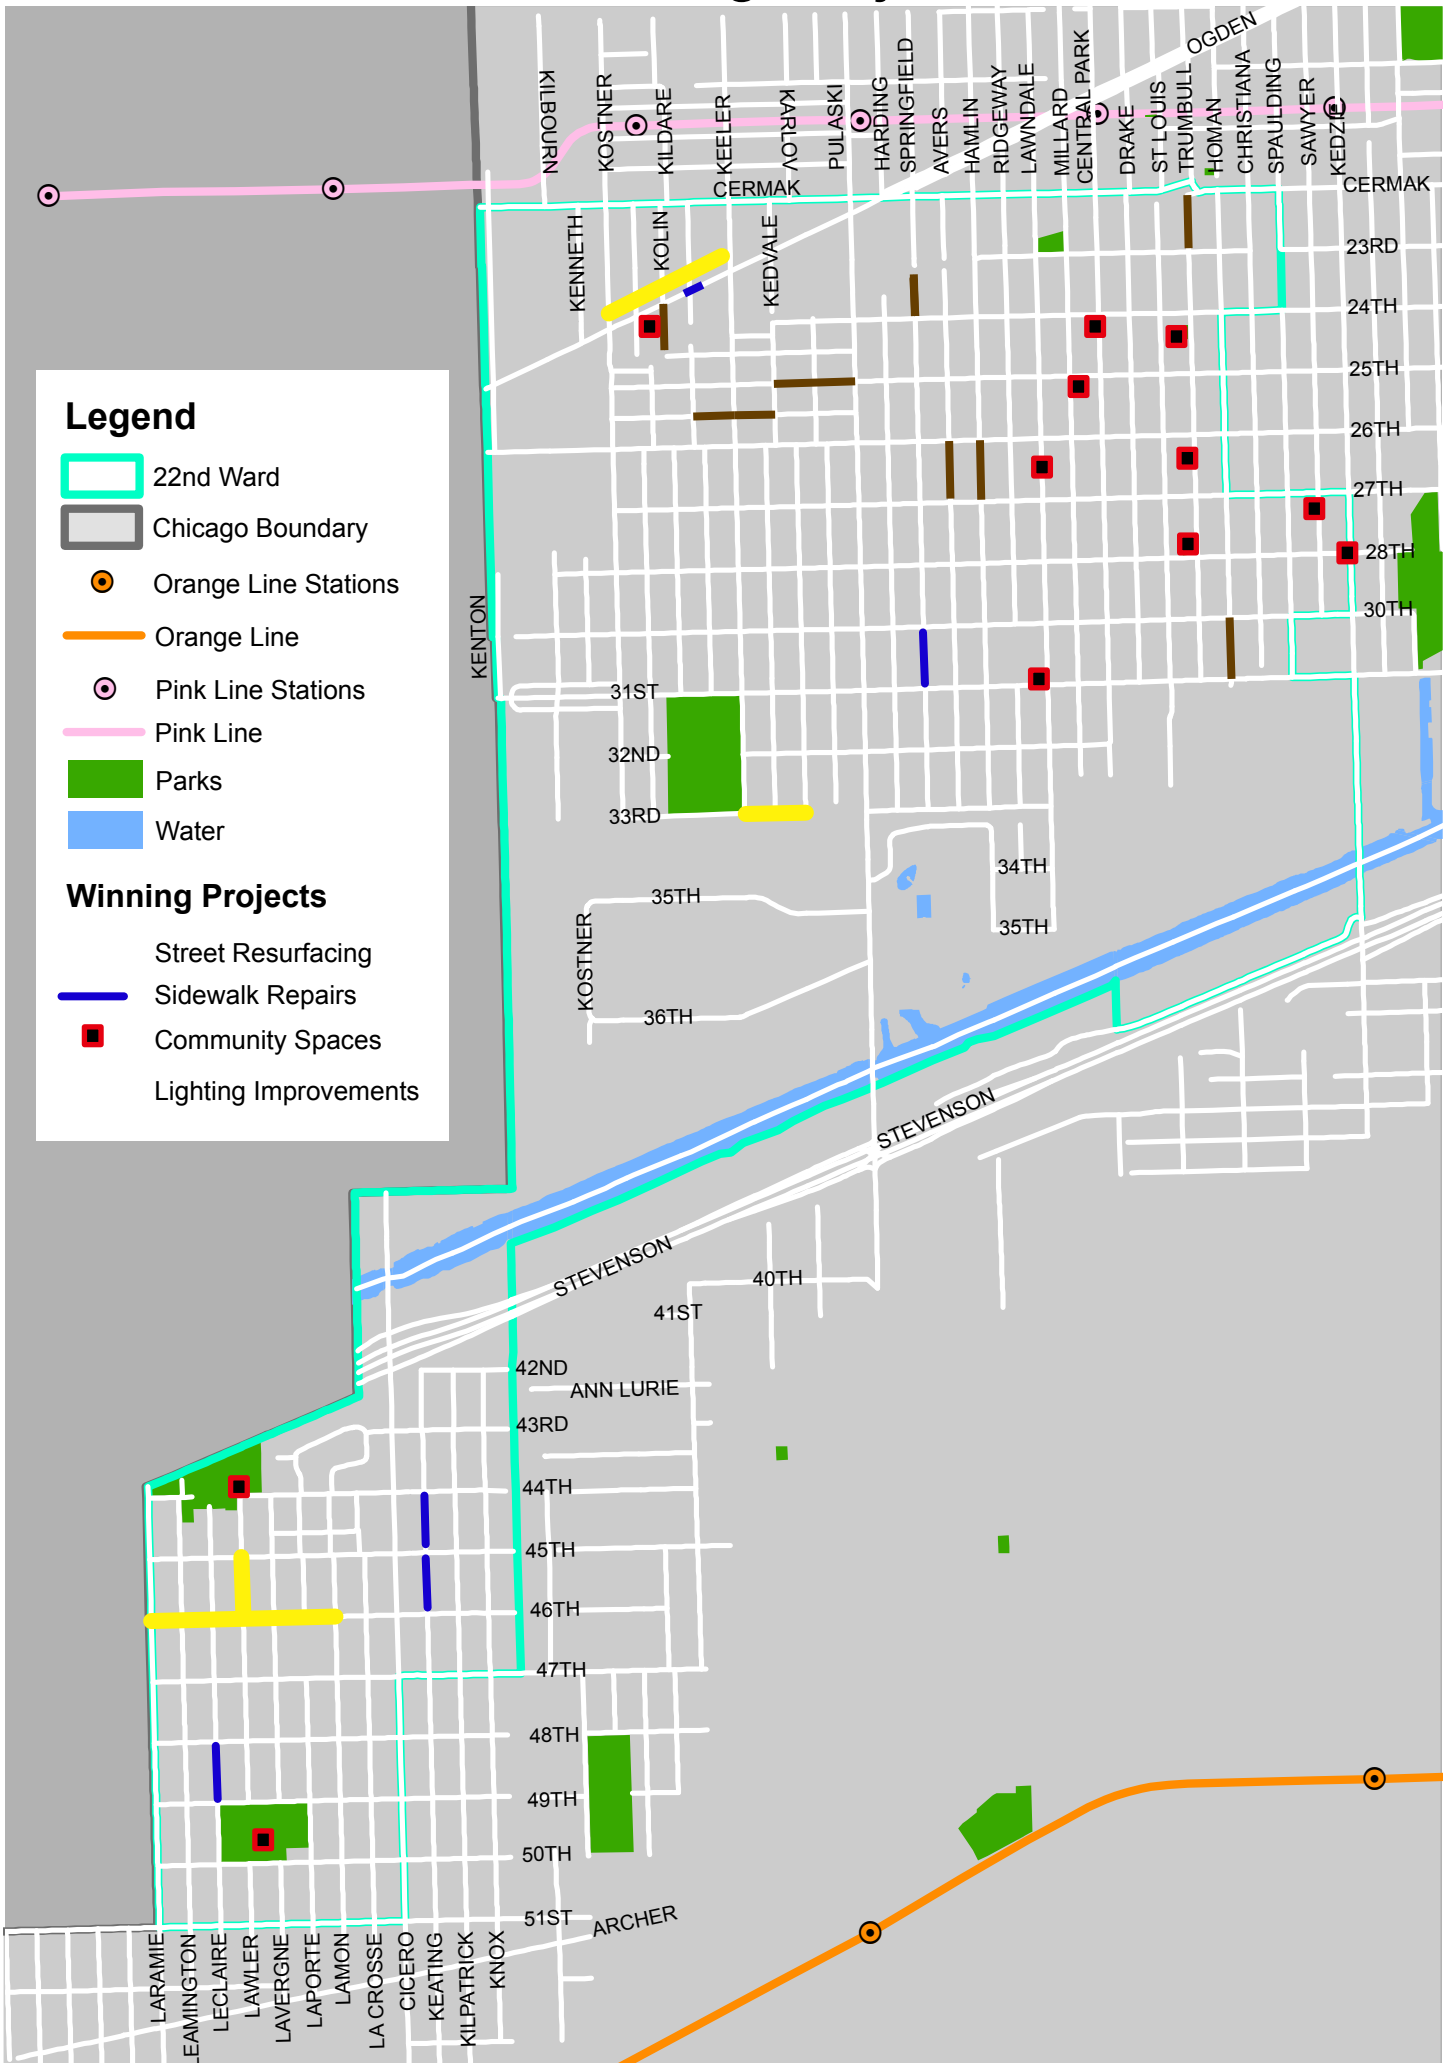 OGDEN
KILBOURN
KOSTNER
KILDARE
KEELER
KARLOV
PULASKI
HARDING
SPRINGFIELD
AVERS
HAMLIN
RIDGEWAY
LAWNDALE
MILLARD
CENTRAL PARK
DRAKE
ST LOUIS
TRUMBULL
HOMAN
CHRISTIANA
SPAULDING
SAWYER
KEDZIE
CERMAK
CERMAK
KENNETH
KOLIN
KEDVALE
23RD
24TH
25TH
26TH
27TH
28TH
30TH
Legend
22nd Ward
Chicago Boundary
Orange Line Stations
Orange Line
Pink Line Stations
Pink Line
Parks
Water
Winning Projects
Street Resurfacing
Sidewalk Repairs
Community Spaces
Lighting Improvements
KENTON
31ST
32ND
33RD
34TH
35TH
35TH
KOSTNER
36TH
STEVENSON
STEVENSON
40TH
41ST
42ND
ANN LURIE
43RD
44TH
45TH
46TH
47TH
48TH
49TH
50TH
51ST
ARCHER
LARAMIE
LEAMINGTON
LECLAIRE
LAWLER
LAVERGNE
LAPORTE
LAMON
LA CROSSE
CICERO
KEATING
KILPATRICK
KNOX